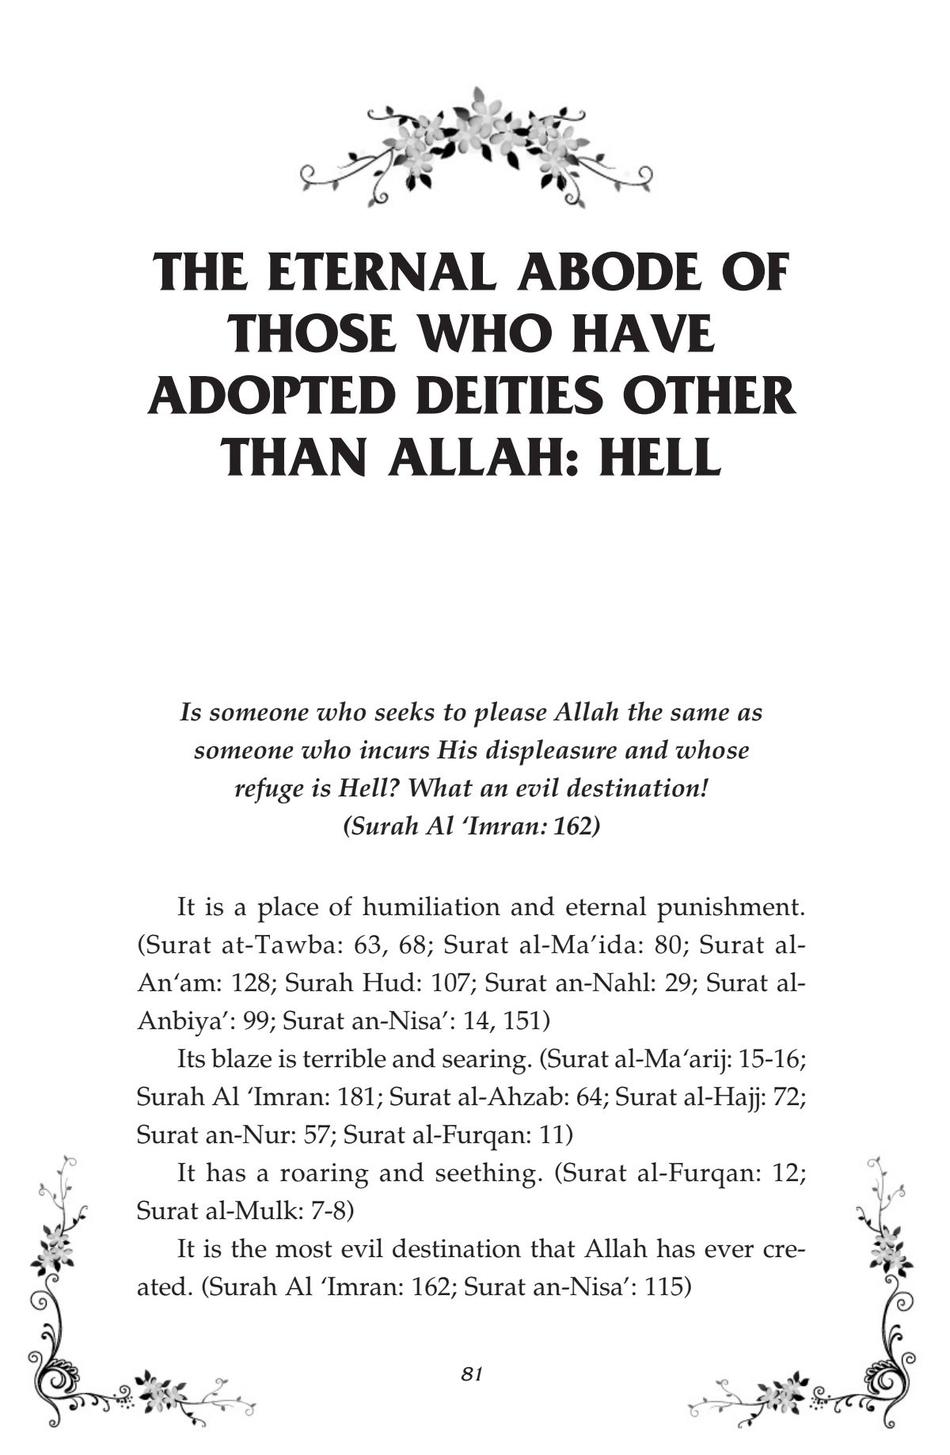 THE ETERNAL ABODE OF
THOSE WHO HAVE
ADOPTED DEITIES OTHER
THAN ALLAH: HELL
Is someone who seeks to please Allah the same as
someone who incurs His displeasure and whose
refuge is Hell? What an evil destination!
(Surah Al ‘Imran: 162)
It is a place of humiliation and eternal punishment.
(Surat at-Tawba: 63, 68; Surat al-Ma’ida: 80; Surat al-
An‘am: 128; Surah Hud: 107; Surat an-Nahl: 29; Surat al-
Anbiya’: 99; Surat an-Nisa’: 14, 151)
Its blaze is terrible and searing. (Surat al-Ma‘arij: 15-16;
Surah Al ‘Imran: 181; Surat al-Ahzab: 64; Surat al-Hajj: 72;
Surat an-Nur: 57; Surat al-Furqan: 11)
It has a roaring and seething. (Surat al-Furqan: 12;
Surat al-Mulk: 7-8)
It is the most evil destination that Allah has ever cre-
ated. (Surah Al ‘Imran: 162; Surat an-Nisa’: 115)
81